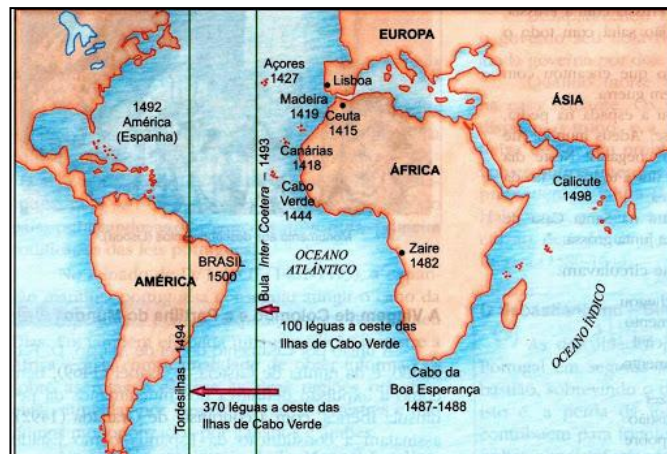 EUROPA
Açores
1427
Lisboa
ÁSIA
1492
América
(Espanha)
Madeira
1419
Ceuta
1415
Canárias
1418
ÁFRICA
Calicute
1498
Cabo
Verde
1444
Bula Inter Coetera – 1493
BRASIL
1500
AMÉRICA
OCEANO
ATLÂNTICO
Zaire
1482
OCEANO ÍNDICO
100 léguas a oeste das
Ilhas de Cabo Verde
Tordesilhas – 1494
Cabo da
Boa Esperança
1487-1488
370 léguas a oeste das
Ilhas de Cabo Verde